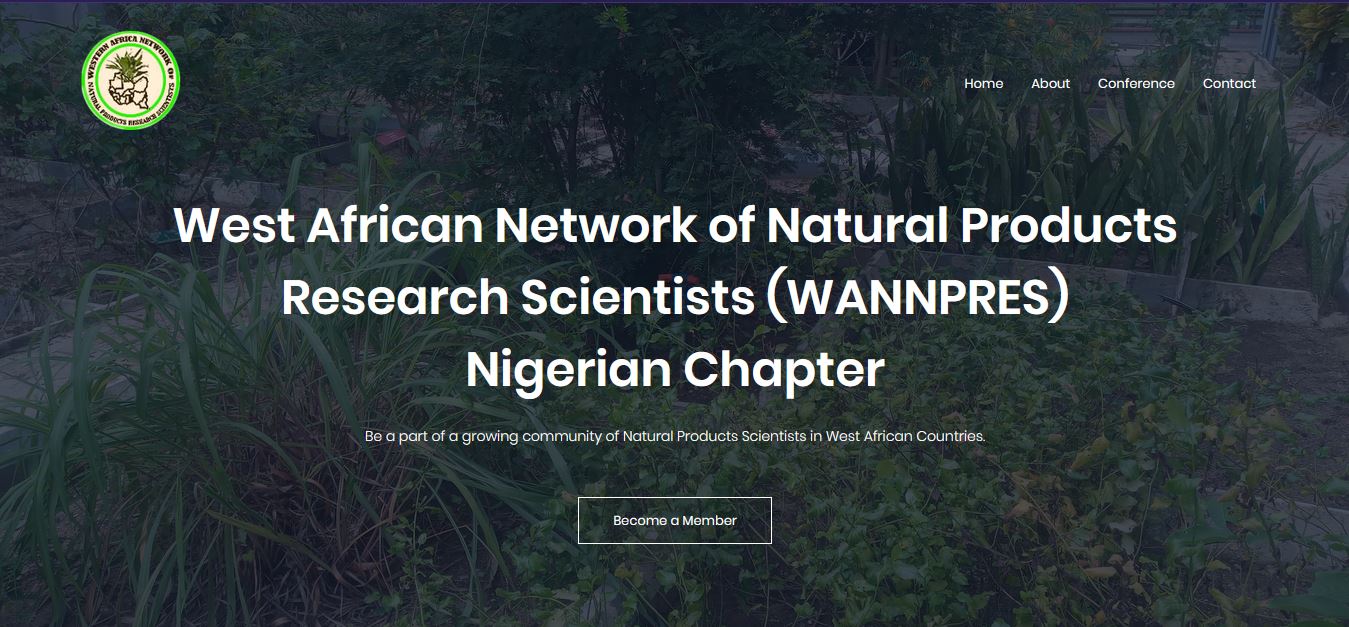 WESTERN AFRICA NETWORK OF
NATURAL PRODUCTS RESEARCH SCIENTISTS
Home About Conference Contact
West African Network of Natural Products
Research Scientists (WANNPRES)
Nigerian Chapter
Be a part of a growing community of Natural Products Scientists in West African Countries.
Become a Member